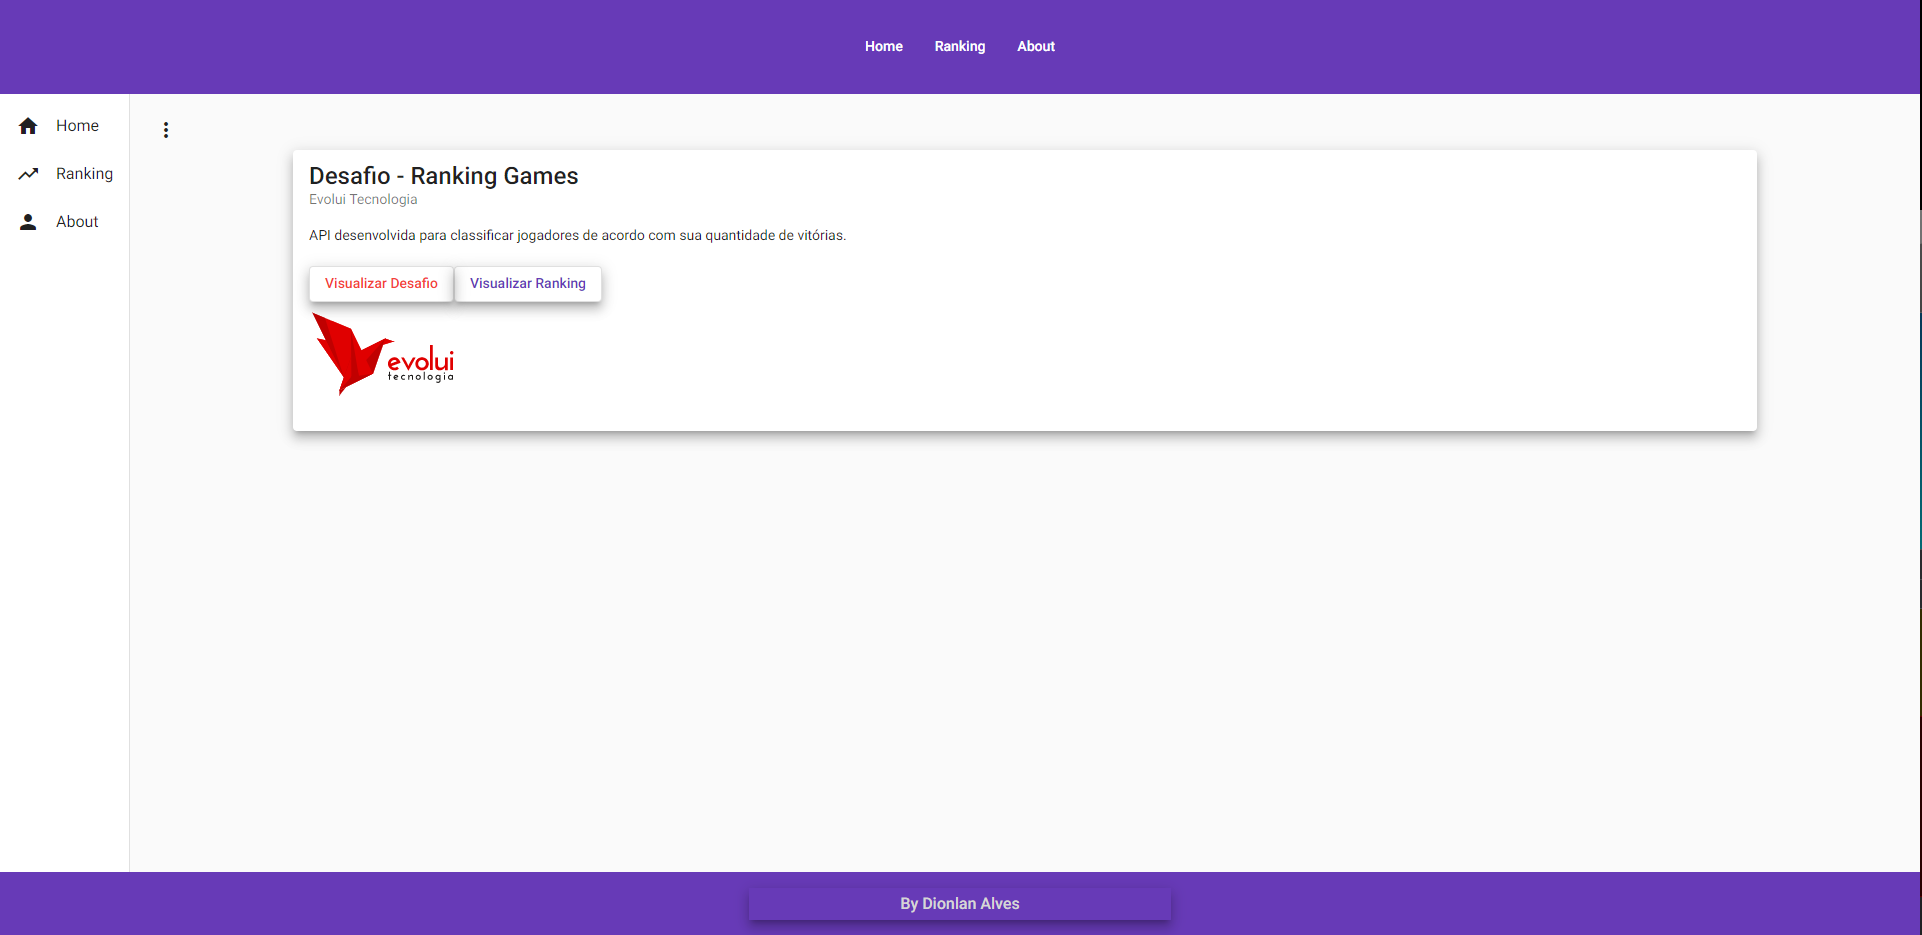 Home Ranking About
Home
Ranking
About
Desafio - Ranking Games
Evolui Tecnologia
API desenvolvida para classificar jogadores de acordo com sua quantidade de vitórias.
Visualizar Desafio Visualizar Ranking
evolui
tecnologia
By Dionlan Alves